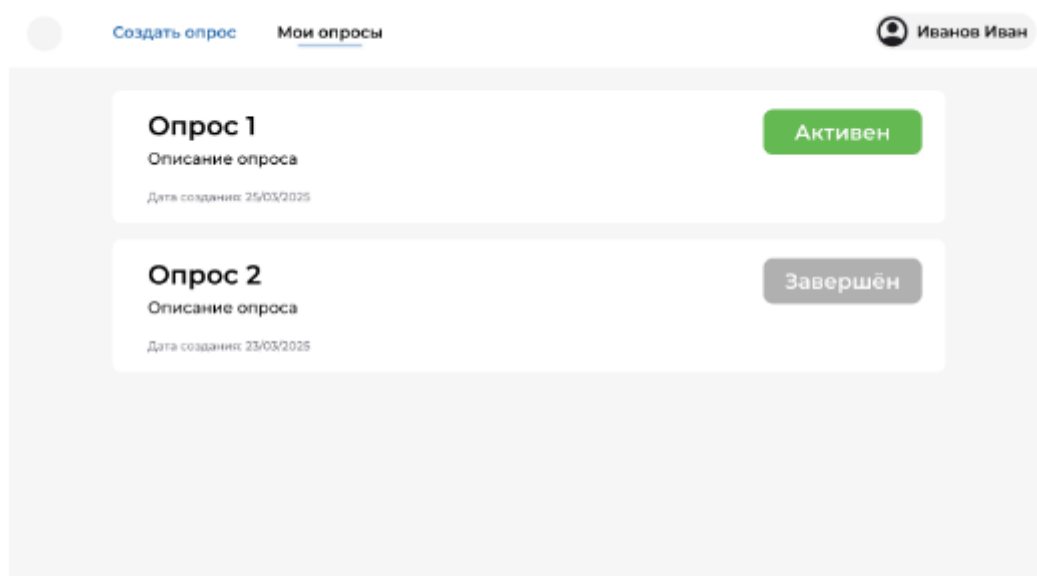 Создать опрос Мои опросы Иванов Иван
Опрос 1
Активен
Описание опроса
Дата создания: 25/03/2025
Опрос 2
Завершён
Описание опроса
Дата создания: 23/03/2025